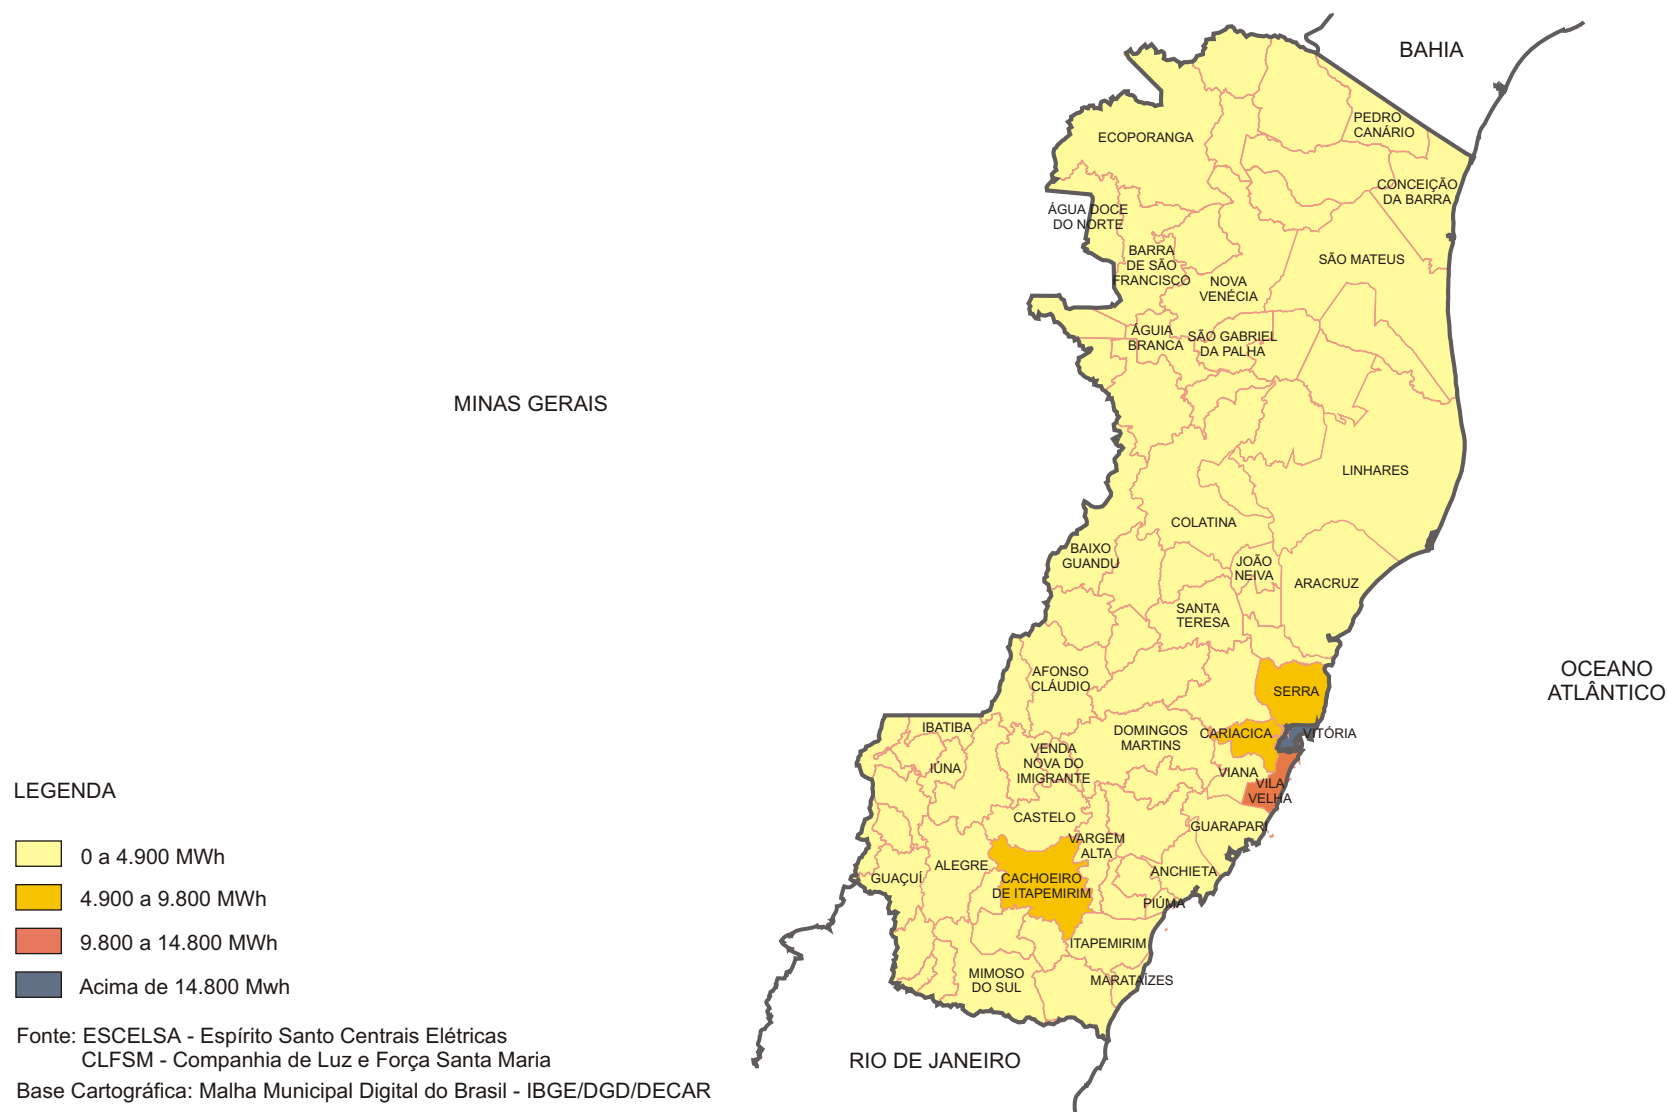 BAHIA
PEDRO
CANÁRIO
ECOPORANGA
CONCEIÇÃO
DA BARRA
ÁGUA DOCE
DO NORTE
BARRA
DE SÃO
FRANCISCO
SÃO MATEUS
NOVA
VENÉCIA
ÁGUIA
BRANCA
SÃO GABRIEL
DA PALHA
MINAS GERAIS
LINHARES
COLATINA
BAIXO
GUANDU
JOÃO
NEIVA
ARACRUZ
SANTA
TERESA
AFONSO
CLÁUDIO
OCEANO
ATLÂNTICO
SERRA
IBATIBA
DOMINGOS
MARTINS
CARIACICA
VITÓRIA
VENDA
NOVA DO
IMIGRANTE
IÚNA
VIANA
VILA
VELHA
CASTELO
GUARAPARI
VARGEM
ALTA
ALEGRE
GUAÇUÍ
CACHOEIRO
DE ITAPEMIRIM
ANCHIETA
PIÚMA
ITAPEMIRIM
MIMOSO
DO SUL
MARATAÍZES
RIO DE JANEIRO
LEGENDA
0 a 4.900 MWh
4.900 a 9.800 MWh
9.800 a 14.800 MWh
Acima de 14.800 Mwh
Fonte: ESCELSA - Espírito Santo Centrais Elétricas
CLFSM - Companhia de Luz e Força Santa Maria
Base Cartográfica: Malha Municipal Digital do Brasil - IBGE/DGD/DECAR